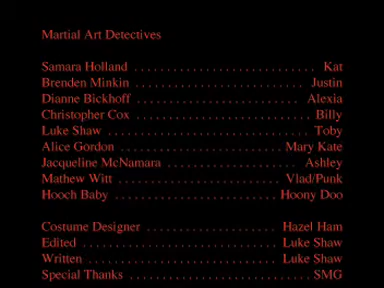 Martial Art Detectives
Samara Holland ............................ Kat
Brenden Minkin .......................... Justin
Dianne Bickhoff ......................... Alexia
Christopher Cox ........................... Billy
Luke Shaw ............................... Toby
Alice Gordon ......................... Mary Kate
Jacqueline McNamara .................... Ashley
Mathew Witt ......................... Vlad/Punk
Hooch Baby ......................... Hoony Doo
Costume Designer .................... Hazel Ham
Edited .............................. Luke Shaw
Written ............................. Luke Shaw
Special Thanks ............................ SMG